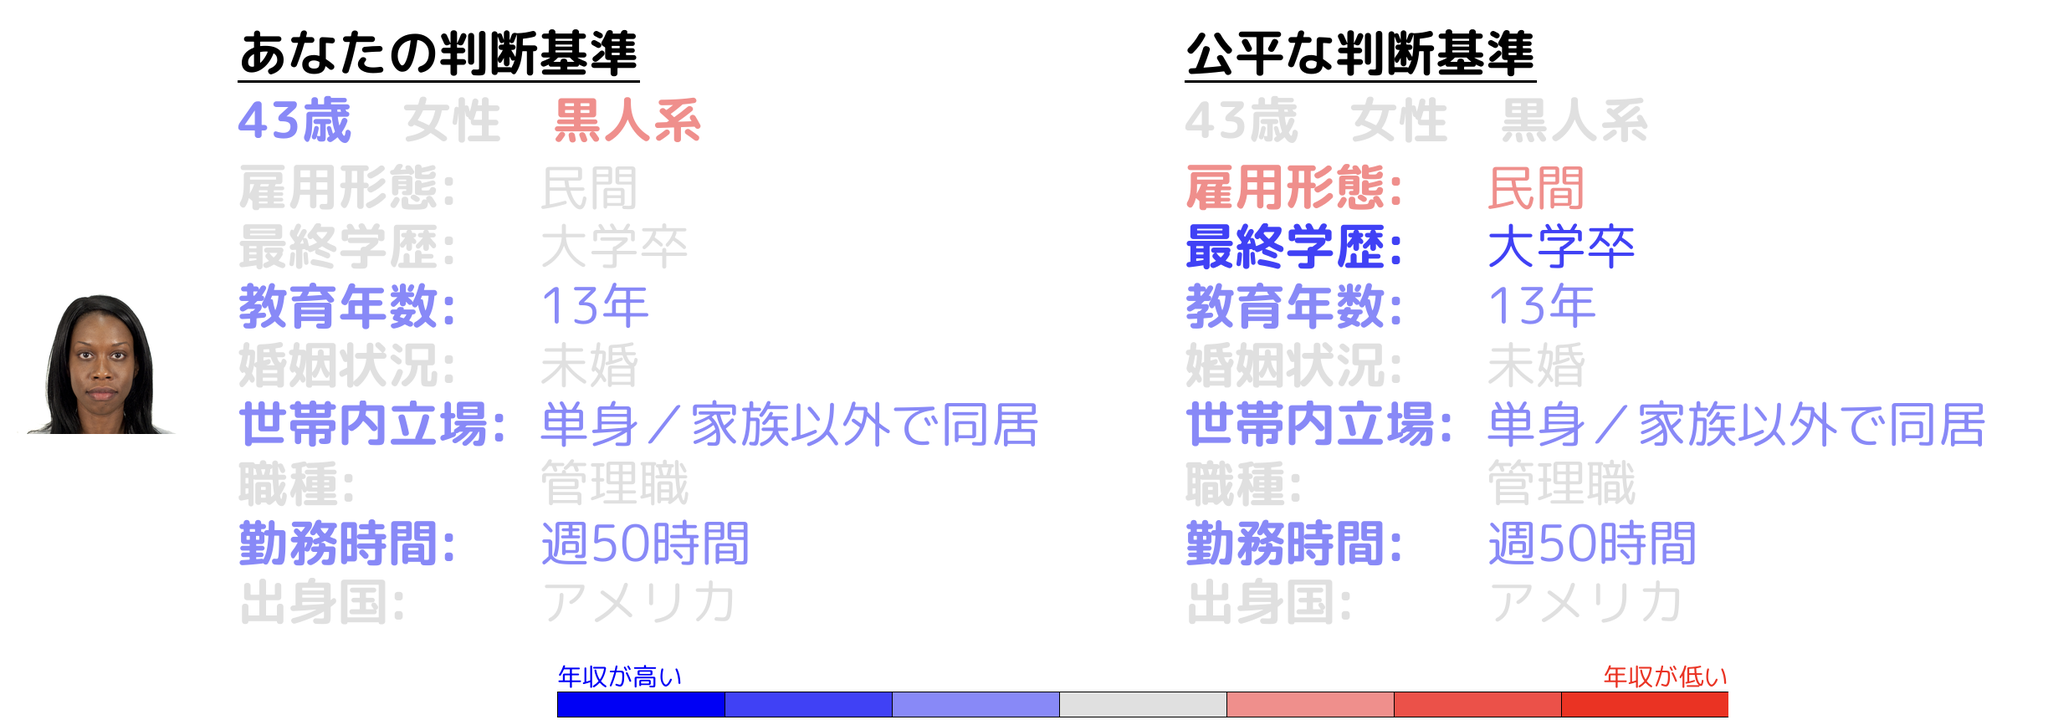 あなたの判断基準
43歳 女性 黒人系
雇用形態: 民間
最終学歴: 大学卒
教育年数: 13年
婚姻状況: 未婚
世帯内立場: 単身／家族以外で同居
職種: 管理職
勤務時間: 週50時間
出身国: アメリカ
公平な判断基準
43歳 女性 黒人系
雇用形態: 民間
最終学歴: 大学卒
教育年数: 13年
婚姻状況: 未婚
世帯内立場: 単身／家族以外で同居
職種: 管理職
勤務時間: 週50時間
出身国: アメリカ
年収が高い
年収が低い